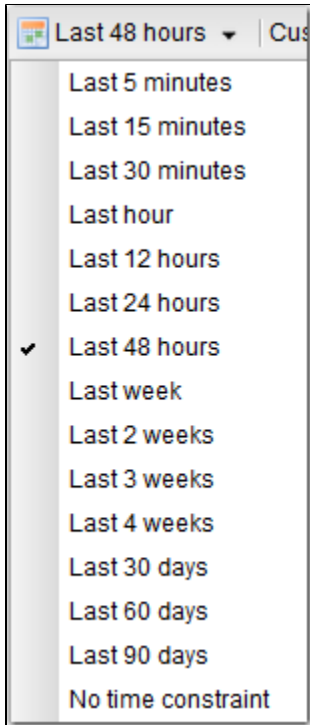 Last 48 hours Cus
Last 5 minutes
Last 15 minutes
Last 30 minutes
Last hour
Last 12 hours
Last 24 hours
Last 48 hours
Last week
Last 2 weeks
Last 3 weeks
Last 4 weeks
Last 30 days
Last 60 days
Last 90 days
No time constraint